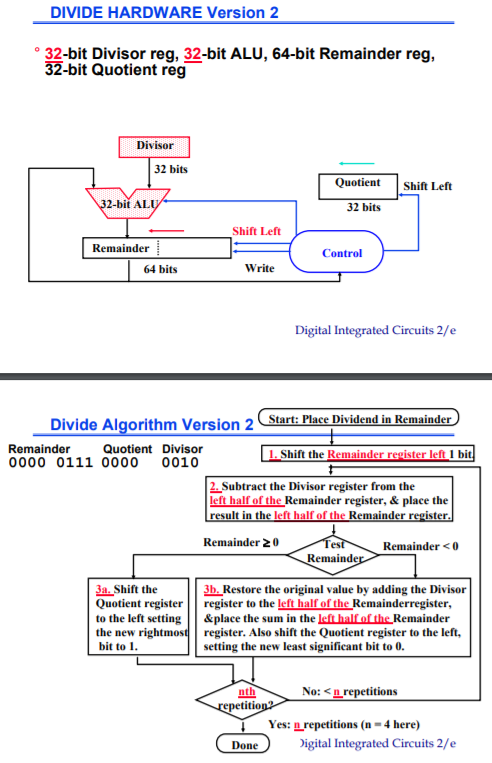 DIVIDE HARDWARE Version 2
° 32-bit Divisor reg, 32-bit ALU, 64-bit Remainder reg,
32-bit Quotient reg
Divisor
32 bits
Quotient
Shift Left
32-bit ALU
32 bits
Shift Left
Remainder
Control
64 bits
Write
Digital Integrated Circuits 2/e
Divide Algorithm Version 2
Start: Place Dividend in Remainder
Remainder Quotient Divisor
0000 0111 0000 0010
1. Shift the Remainder register left 1 bit.
2. Subtract the Divisor register from the
left half of the Remainder register, & place the
result in the left half of the Remainder register.
Remainder ≥ 0
Test
Remainder
Remainder < 0
3a. Shift the
Quotient register
to the left setting
the new rightmost
bit to 1.
3b. Restore the original value by adding the Divisor
register to the left half of the Remainderregister,
&place the sum in the left half of the Remainder
register. Also shift the Quotient register to the left,
setting the new least significant bit to 0.
nth
repetition?
No: < n repetitions
Yes: n repetitions (n = 4 here)
Done
Digital Integrated Circuits 2/e